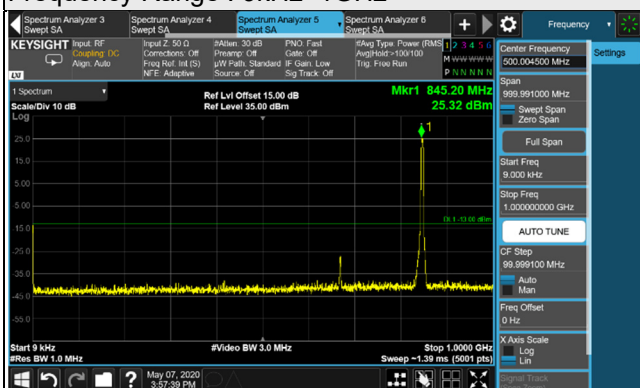 Frequency Range : 9kHz~1GHz
Spectrum Analyzer 3
Swept SA
Spectrum Analyzer 4
Swept SA
Spectrum Analyzer 5
Swept SA
Spectrum Analyzer 6
Swept SA
Frequency
KEYSIGHT
Input: RF
Coupling: DC
Align: Auto
Input Z: 50 Ω
Corrections: Off
Freq Ref: Int (S)
NFE: Adaptive
#Atten: 30 dB
Preamp: Off
µW Path: Standard
Source: Off
PNO: Fast
Gate: Off
IF Gain: Low
Sig Track: Off
#Avg Type: Power (RMS)
Avg|Hold:>100/100
Trig: Free Run
1 2 3 4 5 6
M W W W W W
P N N N N N
LXI
1 Spectrum
Scale/Div 10 dB
Log
Ref Lvl Offset 15.00 dB
Ref Level 35.00 dBm
Mkr1 845.20 MHz
25.32 dBm
1
25.0
15.0
5.00
-5.00
-15.0
-25.0
-35.0
-45.0
-55.0
DL1 -13.00 dBm
Start 9 kHz
#Res BW 1.0 MHz
#Video BW 3.0 MHz
Stop 1.0000 GHz
Sweep ~1.39 ms (5001 pts)
May 07, 2020
3:57:39 PM
Center Frequency
500.004500 MHz
Settings
Span
999.991000 MHz
Swept Span
Zero Span
Full Span
Start Freq
9.000 kHz
Stop Freq
1.000000000 GHz
AUTO TUNE
CF Step
99.999100 MHz
Auto
Man
Freq Offset
0 Hz
X Axis Scale
Log
Lin
Signal Track